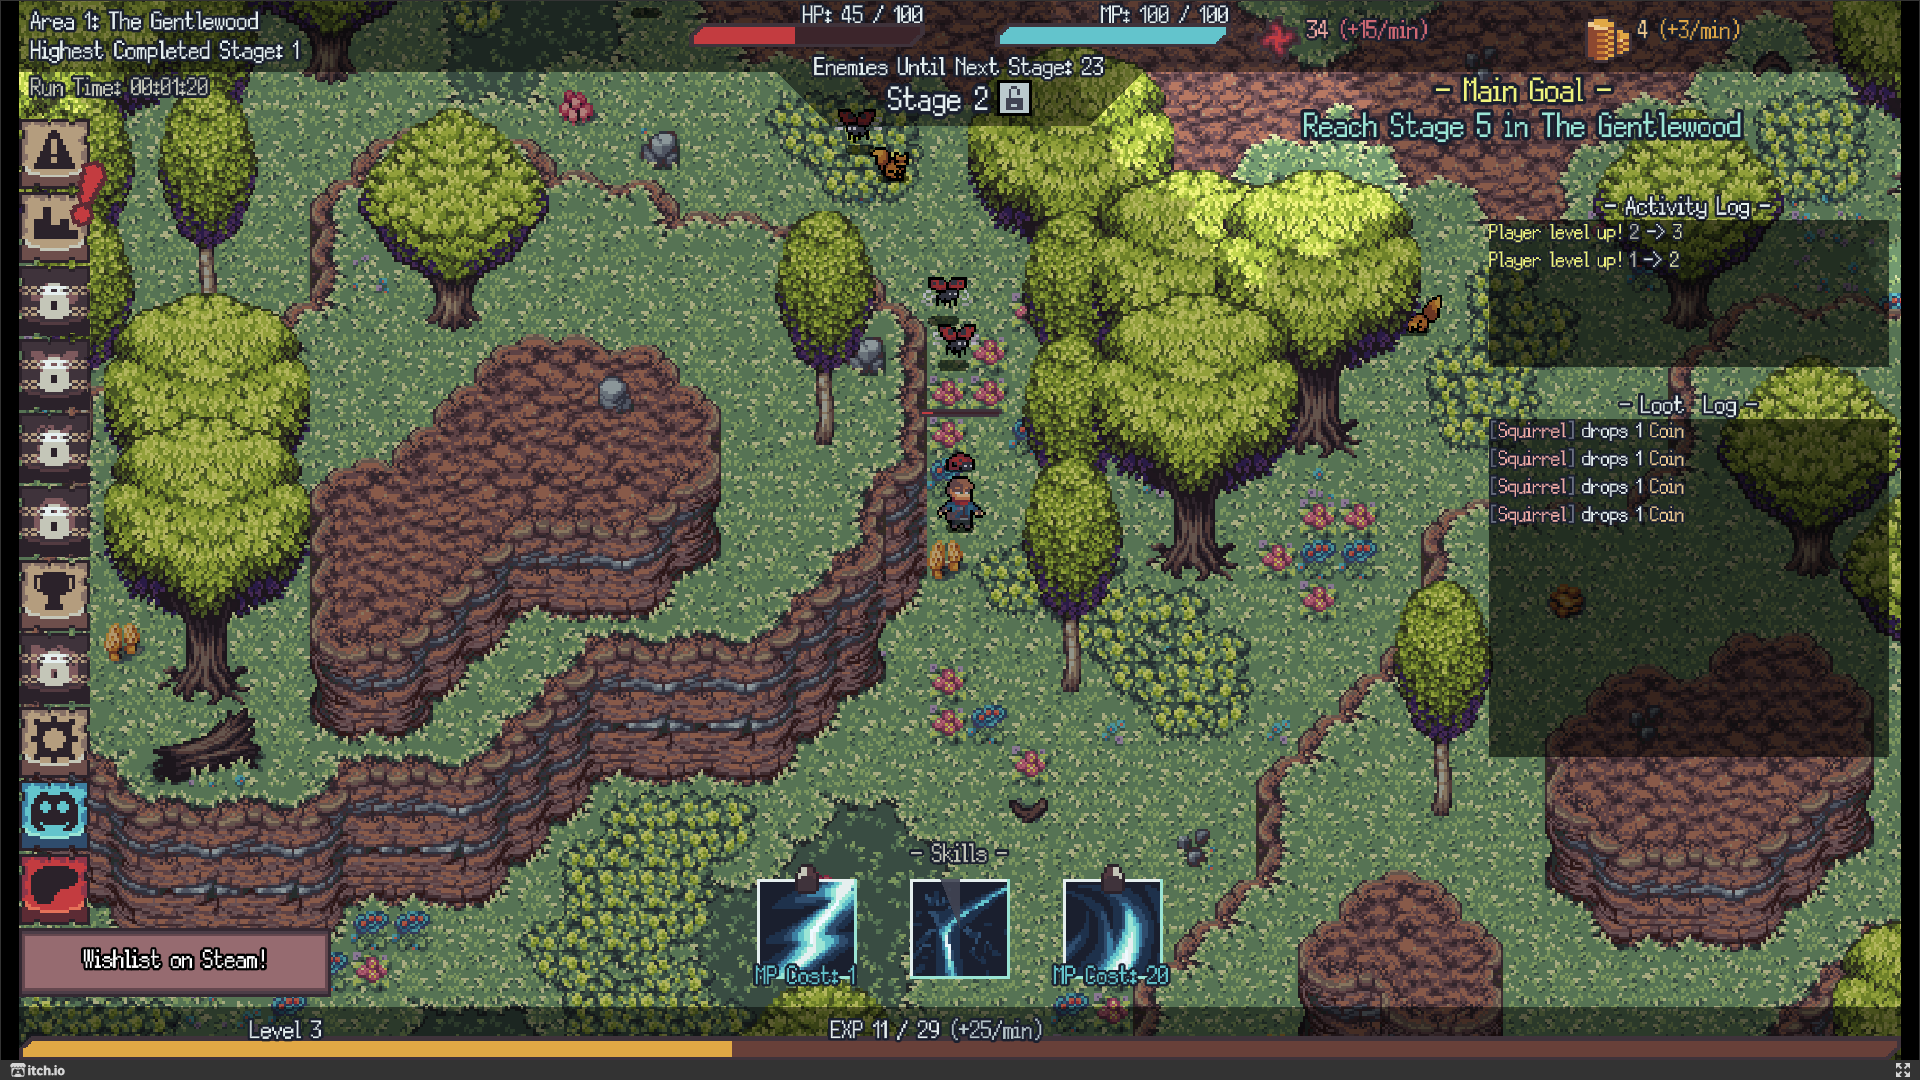 Area 1: The Gentlewood
Highest Completed Stage: 1
Run Time: 00:01:20
HP: 45 / 100
MP: 100 / 100
34 (+15/min)
4 (+3/min)
Enemies Until Next Stage: 23
Stage 2
- Main Goal -
Reach Stage 5 in The Gentlewood
- Activity Log -
Player level up! 2 -> 3
Player level up! 1 -> 2
- Loot Log -
[Squirrel] drops 1 Coin
[Squirrel] drops 1 Coin
[Squirrel] drops 1 Coin
[Squirrel] drops 1 Coin
- Skills -
MP Cost: 1
MP Cost: 20
Wishlist on Steam!
Level 3
EXP 11 / 29 (+25/min)
itch.io